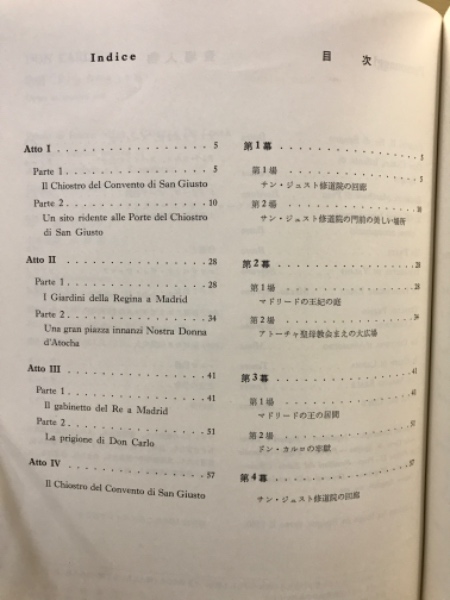 Indice
Atto I . . . . . . . . . . . . . . . 5
Parte 1 . . . . . . . . . . . . . . 5
Il Chiostro del Convento di San Giusto
Parte 2 . . . . . . . . . . . . . . 10
Un sito ridente alle Porte del Chiostro
di San Giusto
Atto II . . . . . . . . . . . . . . . 28
Parte 1 . . . . . . . . . . . . . . 28
I Giardini della Regina a Madrid
Parte 2 . . . . . . . . . . . . . . 34
Una gran piazza innanzi Nostra Donna
d'Atocha
Atto III . . . . . . . . . . . . . . 41
Parte 1 . . . . . . . . . . . . . . 41
Il gabinetto del Re a Madrid
Parte 2 . . . . . . . . . . . . . . 51
La prigione di Don Carlo
Atto IV . . . . . . . . . . . . . . 57
Il Chiostro del Convento di San Giusto
目 次
第1幕 . . . . . . . . . . . . . . . 5
第1場 . . . . . . . . . . . . . . . 5
サン・ジュスト修道院の回廊
第2場 . . . . . . . . . . . . . . . 10
サン・ジュスト修道院の門前の美しい場所
第2幕 . . . . . . . . . . . . . . . 28
第1場 . . . . . . . . . . . . . . . 28
マドリードの王妃の庭
第2場 . . . . . . . . . . . . . . . 34
アトーチャ聖母教会まえの大広場
第3幕 . . . . . . . . . . . . . . . 41
第1場 . . . . . . . . . . . . . . . 41
マドリードの王の居間
第2場 . . . . . . . . . . . . . . . 51
ドン・カルロの牢獄
第4幕 . . . . . . . . . . . . . . . 57
サン・ジュスト修道院の回廊